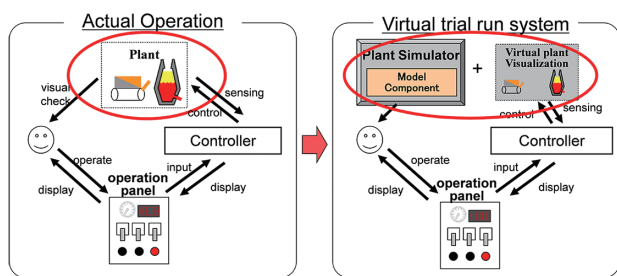 Actual Operation
Plant
visual
check
sensing
control
Controller
operate
input
display
operation
panel
display
Virtual trial run system
Plant Simulator
Model
Component
+
Virtual plant
Visualization
control
sensing
Controller
operate
input
display
operation
panel
display